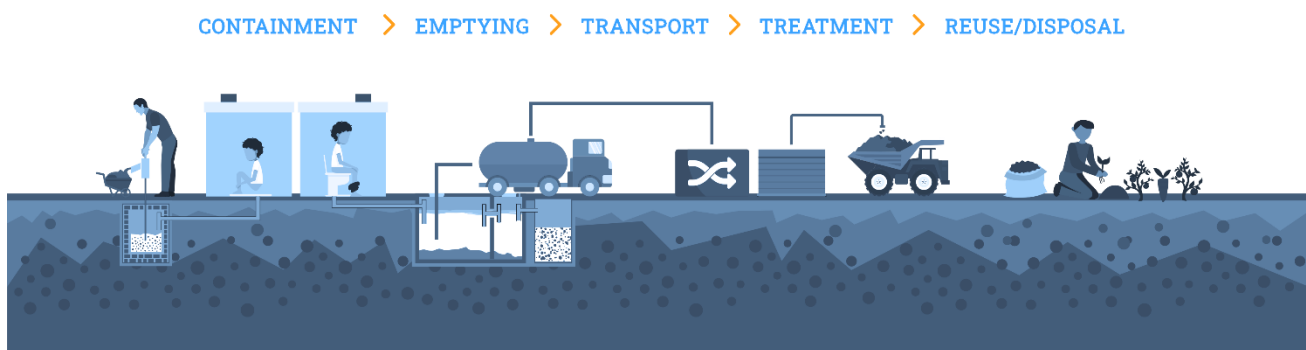 CONTAINMENT > EMPTYING > TRANSPORT > TREATMENT > REUSE/DISPOSAL